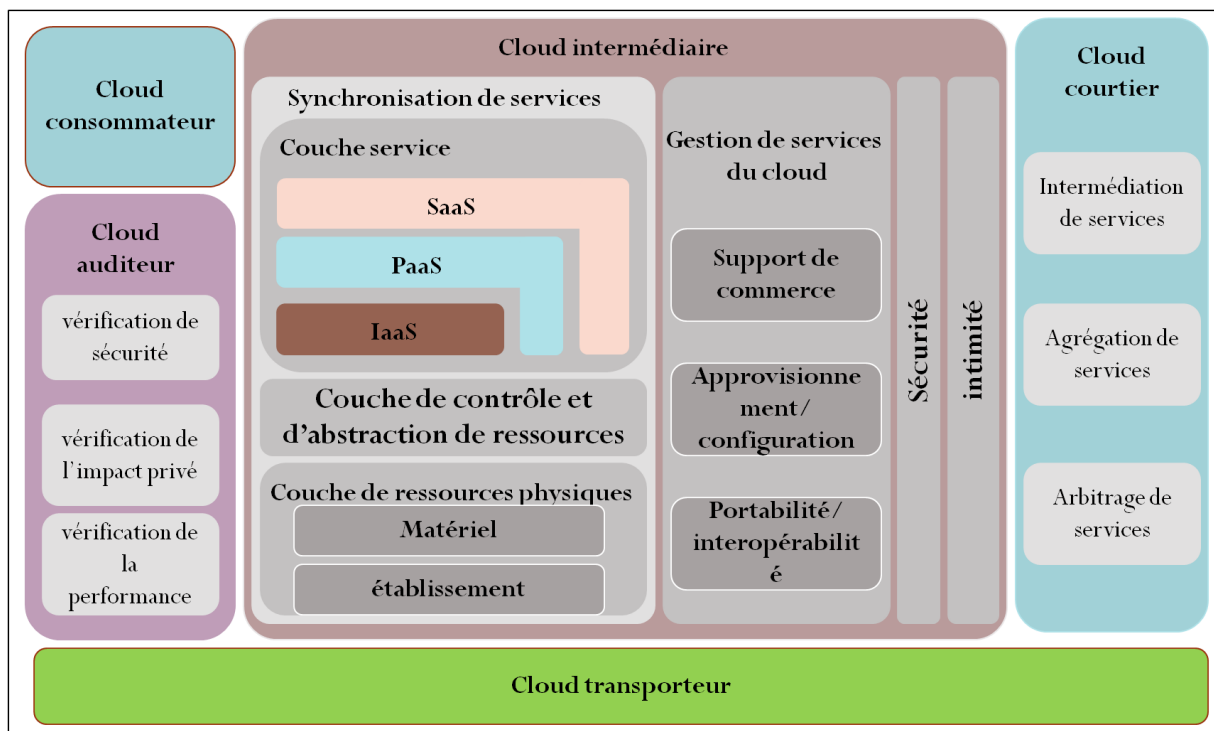 Cloud
consommateur
Cloud
auditeur
vérification de
sécurité
vérification de
l'impact privé
vérification de
la
performance
Cloud intermédiaire
Synchronisation de services
Couche service
SaaS
PaaS
IaaS
Couche de contrôle et
d'abstraction de ressources
Couche de ressources physiques
Matériel
établissement
Gestion de services
du cloud
Support de
commerce
Approvisionne
ment/
configuration
Portabilité/
interopérabilit
é
Sécurité
intimité
Cloud
courtier
Intermédiation
de services
Agrégation de
services
Arbitrage de
services
Cloud transporteur